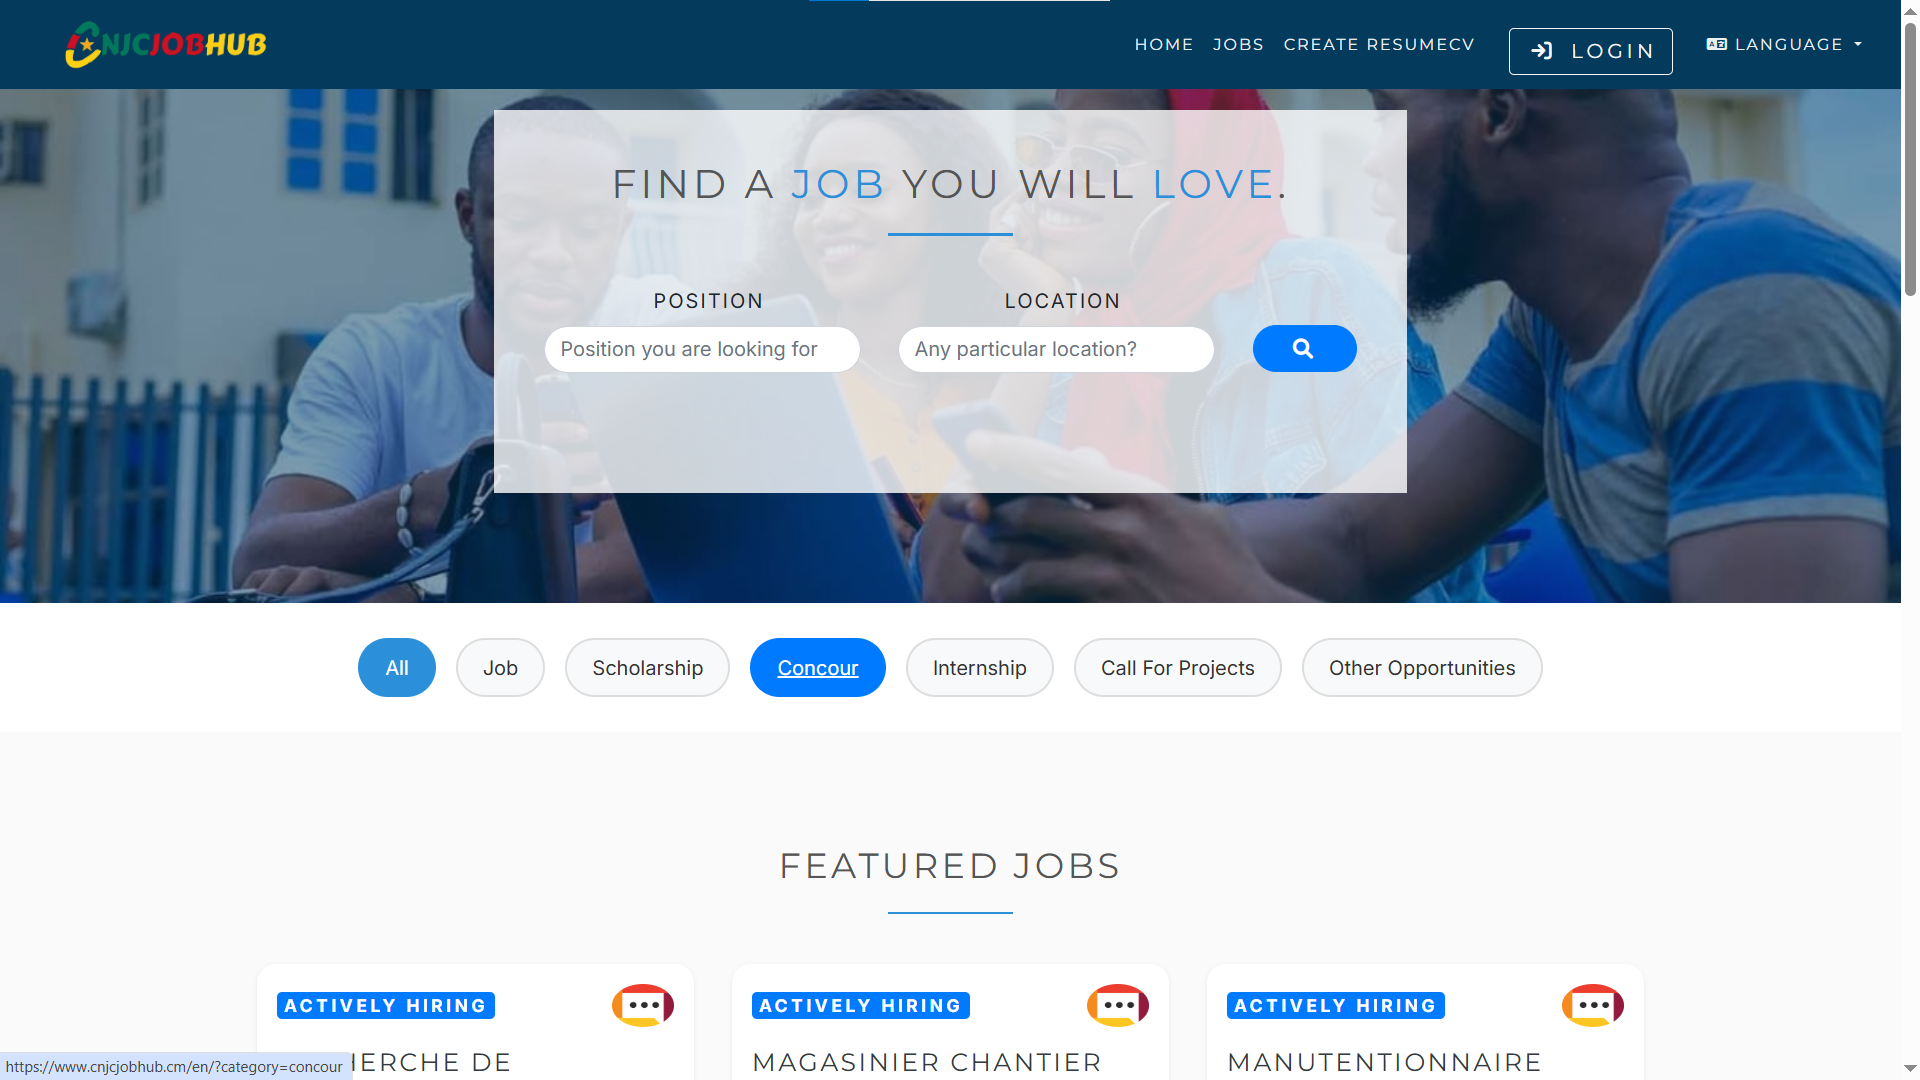 CNJCJOBHUB
HOME JOBS CREATE RESUMECV LOGIN LANGUAGE
FIND A JOB YOU WILL LOVE.
POSITION LOCATION
Position you are looking for Any particular location?
All Job Scholarship Concour Internship Call For Projects Other Opportunities
FEATURED JOBS
ACTIVELY HIRING ACTIVELY HIRING ACTIVELY HIRING
HERCHE DE MAGASINIER CHANTIER MANUTENTIONNAIRE
https://www.cnjcjobhub.cm/en/?category=concour